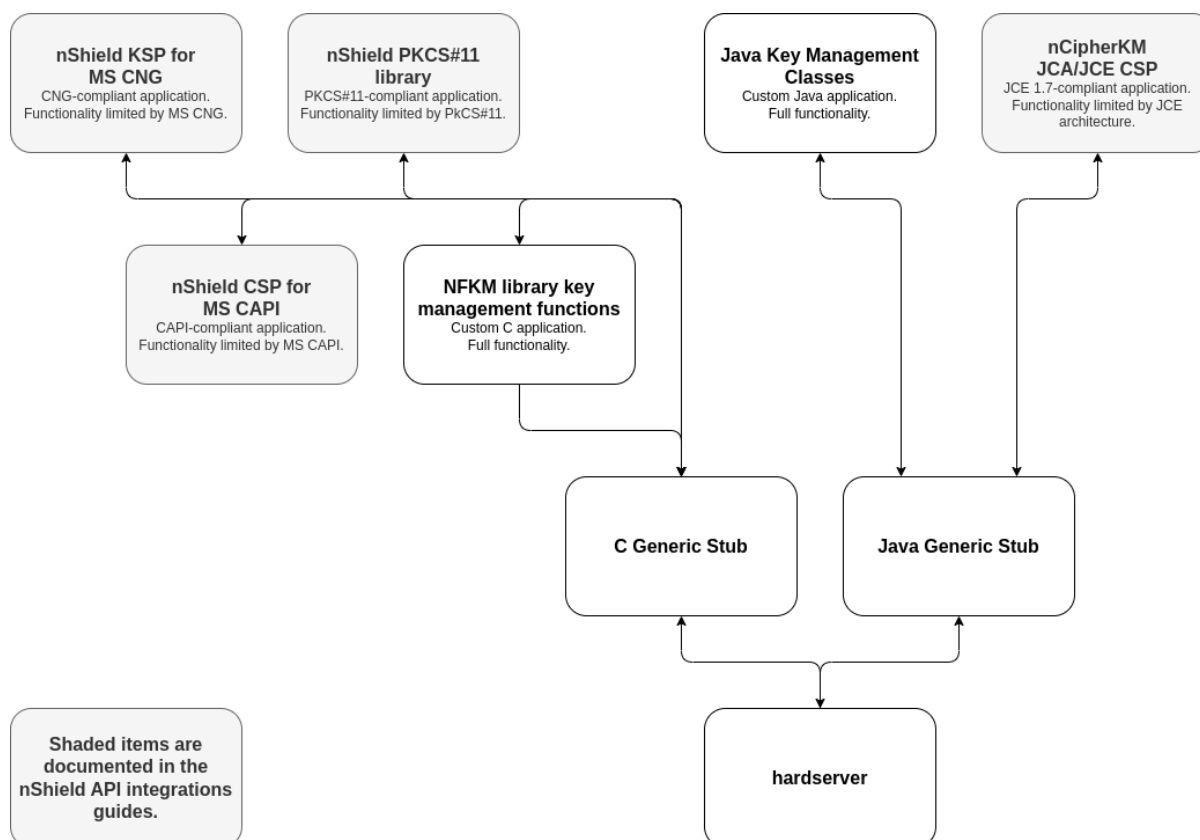 nShield KSP for
MS CNG
CNG-compliant application.
Functionality limited by MS CNG.
nShield PKCS#11
library
PKCS#11-compliant application.
Functionality limited by PkCS#11.
Java Key Management
Classes
Custom Java application.
Full functionality.
nCipherKM
JCA/JCE CSP
JCE 1.7-compliant application.
Functionality limited by JCE
architecture.
nShield CSP for
MS CAPI
CAPI-compliant application.
Functionality limited by MS CAPI.
NFKM library key
management functions
Custom C application.
Full functionality.
C Generic Stub
Java Generic Stub
Shaded items are
documented in the
nShield API integrations
guides.
hardserver